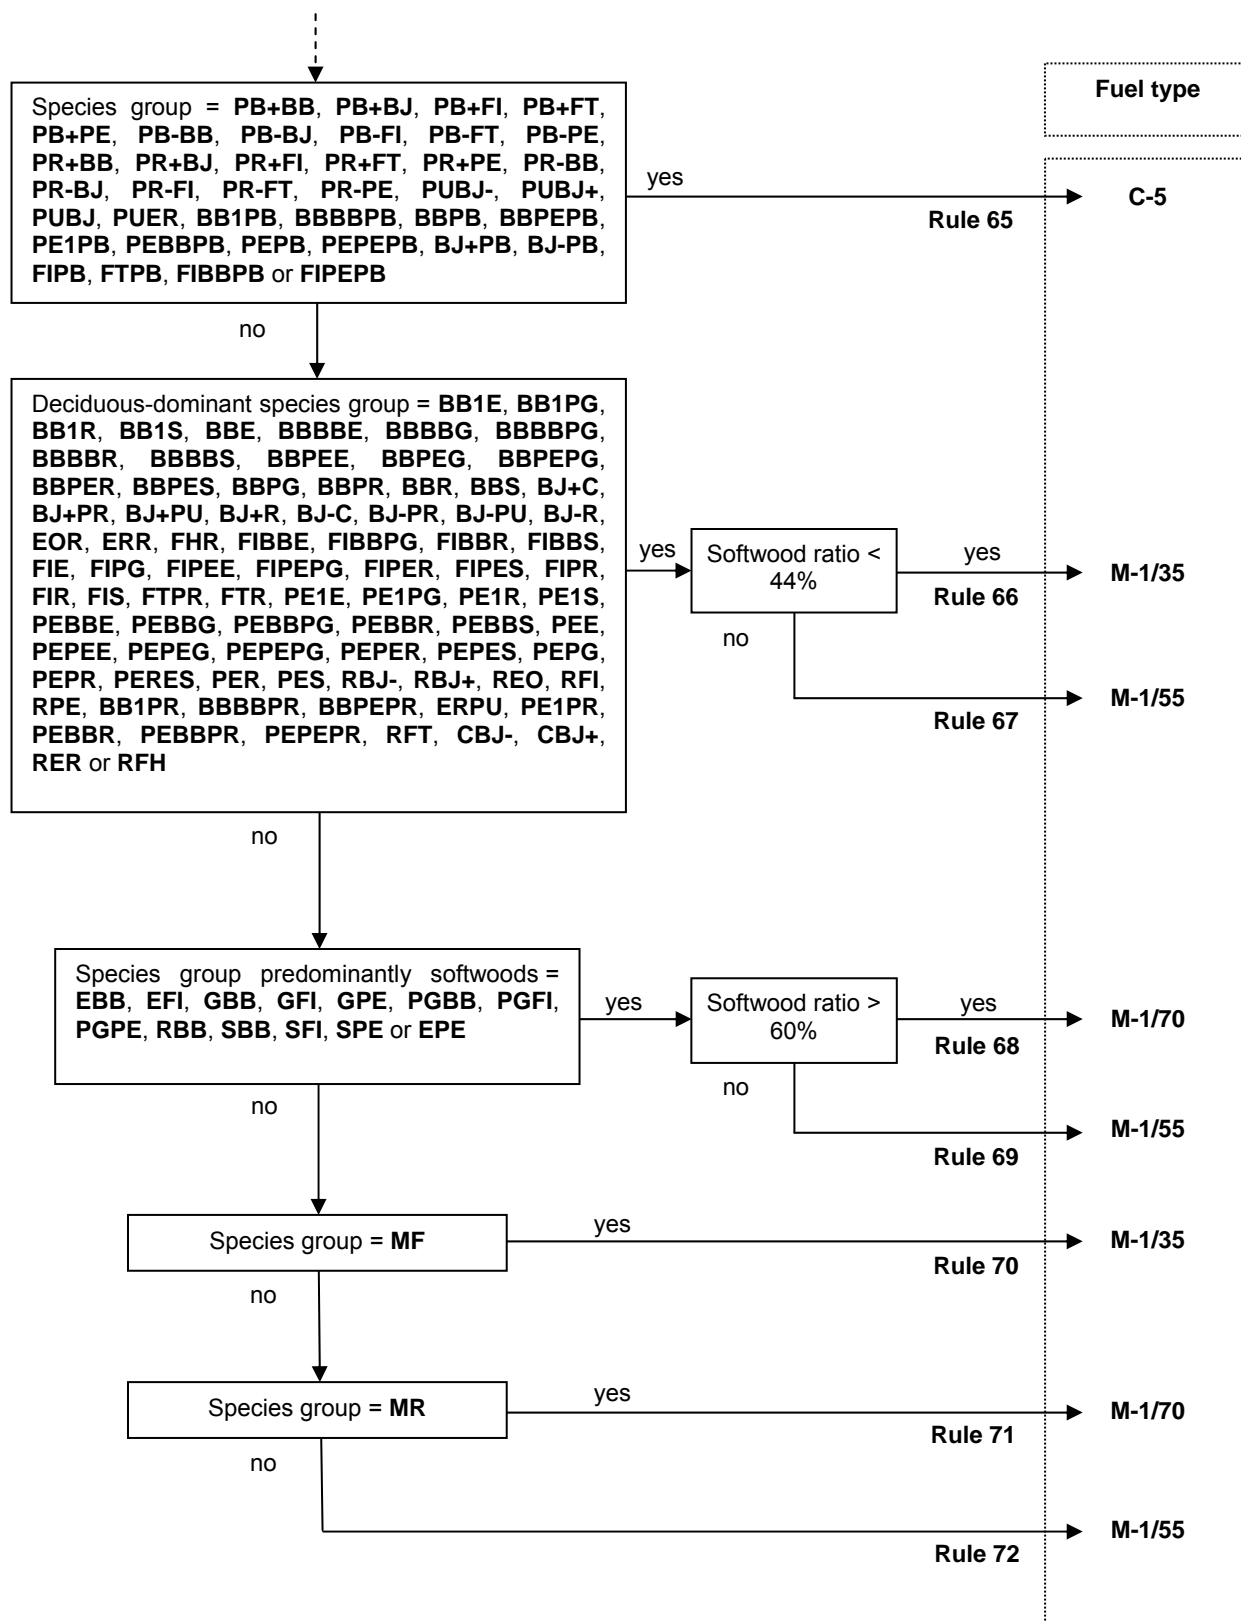 Fuel type
Species group = PB+BB, PB+BJ, PB+FI, PB+FT,
PB+PE, PB-BB, PB-BJ, PB-FI, PB-FT, PB-PE,
PR+BB, PR+BJ, PR+FI, PR+FT, PR+PE, PR-BB,
PR-BJ, PR-FI, PR-FT, PR-PE, PUBJ-, PUBJ+,
PUBJ, PUER, BB1PB, BBBBPB, BBPB, BBPEPB,
PE1PB, PEBBPB, PEPB, PEPEPB, BJ+PB, BJ-PB,
FIPB, FTPB, FIBBPB or FIPEPB
yes
Rule 65
C-5
no
Deciduous-dominant species group = BB1E, BB1PG,
BB1R, BB1S, BBE, BBBBE, BBBBG, BBBBPG,
BBBBR, BBBBS, BBPEE, BBPEG, BBPEPG,
BBPER, BBPES, BBPG, BBPR, BBR, BBS, BJ+C,
BJ+PR, BJ+PU, BJ+R, BJ-C, BJ-PR, BJ-PU, BJ-R,
EOR, ERR, FHR, FIBBE, FIBBPG, FIBBR, FIBBS,
FIE, FIPG, FIPEE, FIPEPG, FIPER, FIPES, FIPR,
FIR, FIS, FTPR, FTR, PE1E, PE1PG, PE1R, PE1S,
PEBBE, PEBBG, PEBBPG, PEBBR, PEBBS, PEE,
PEPEE, PEPEG, PEPEPG, PEPER, PEPES, PEPG,
PEPR, PERES, PER, PES, RBJ-, RBJ+, REO, RFI,
RPE, BB1PR, BBBBPR, BBPEPR, ERPU, PE1PR,
PEBBR, PEBBPR, PEPEPR, RFT, CBJ-, CBJ+,
RER or RFH
yes
Softwood ratio <
44%
yes
Rule 66
M-1/35
no
Rule 67
M-1/55
no
Species group predominantly softwoods =
EBB, EFI, GBB, GFI, GPE, PGBB, PGFI,
PGPE, RBB, SBB, SFI, SPE or EPE
yes
Softwood ratio >
60%
yes
Rule 68
M-1/70
no
Rule 69
M-1/55
no
Species group = MF
yes
Rule 70
M-1/35
no
Species group = MR
yes
Rule 71
M-1/70
no
Rule 72
M-1/55